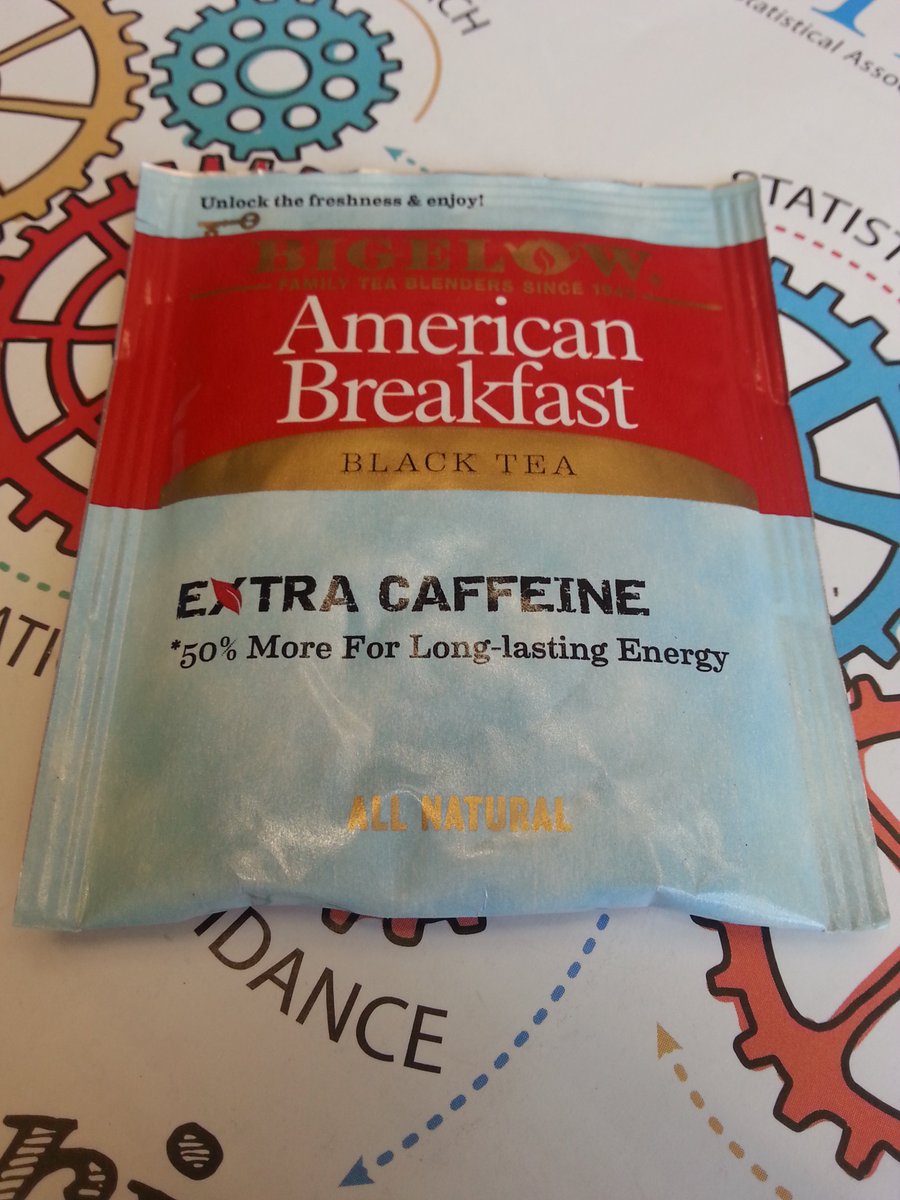 Statistical
STATIST
Unlock the freshness & enjoy!
BIGELOW®
FAMILY TEA BLENDERS SINCE 1945
American
Breakfast
BLACK TEA
EXTRA CAFFEINE
*50% More For Long-lasting Energy
ALL NATURAL